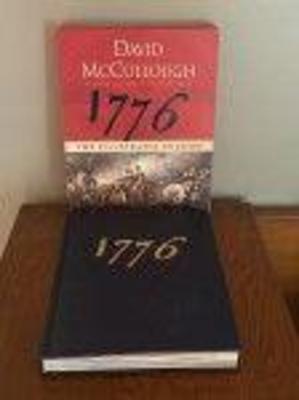 DAVID
MCCULLOUGH
1776
THE ILLUSTRATED EDITION
1776